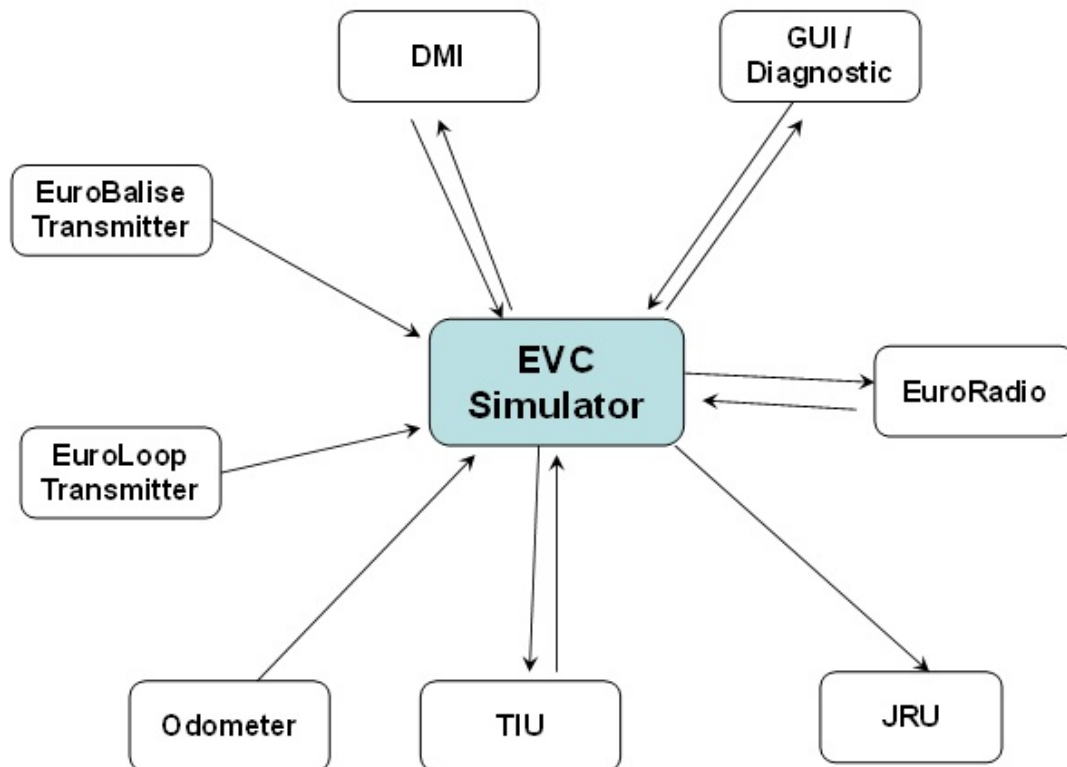 DMI
GUI /
Diagnostic
EuroBalise
Transmitter
EVC
Simulator
EuroRadio
EuroLoop
Transmitter
Odometer
TIU
JRU